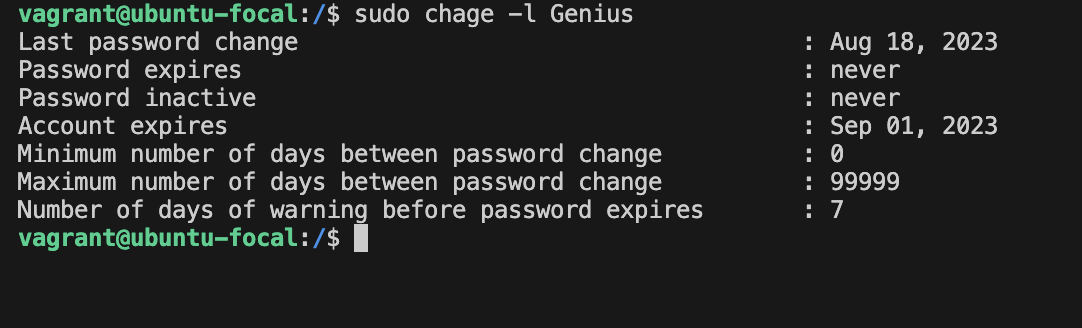 vagrant@ubuntu-focal:/$ sudo chage -l Genius
Last password change : Aug 18, 2023
Password expires : never
Password inactive : never
Account expires : Sep 01, 2023
Minimum number of days between password change : 0
Maximum number of days between password change : 99999
Number of days of warning before password expires : 7
vagrant@ubuntu-focal:/$